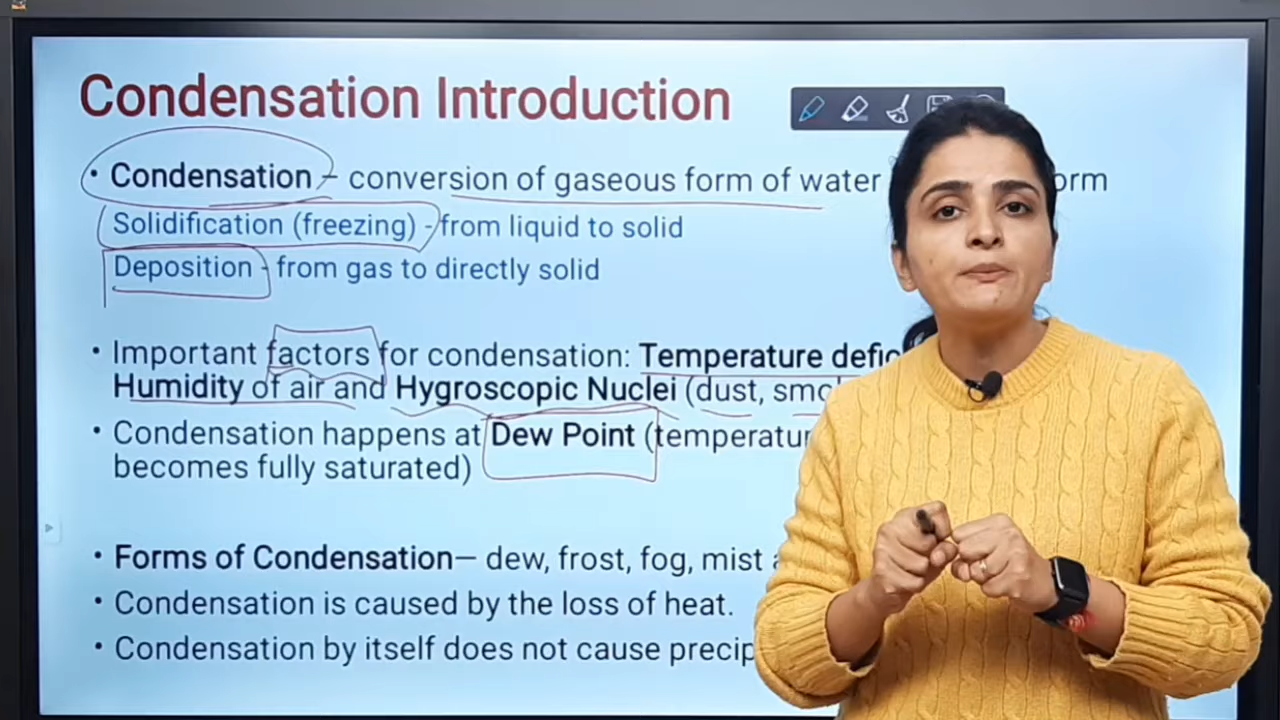 Condensation Introduction
• Condensation – conversion of gaseous form of water
Solidification (freezing) - from liquid to solid
Deposition - from gas to directly solid
• Important factors for condensation: Temperature
Humidity of air and Hygroscopic Nuclei (dust,
• Condensation happens at Dew Point
becomes fully saturated)
• Forms of Condensation— dew, frost, fog, mist
• Condensation is caused by the loss of heat.
• Condensation by itself does not cause